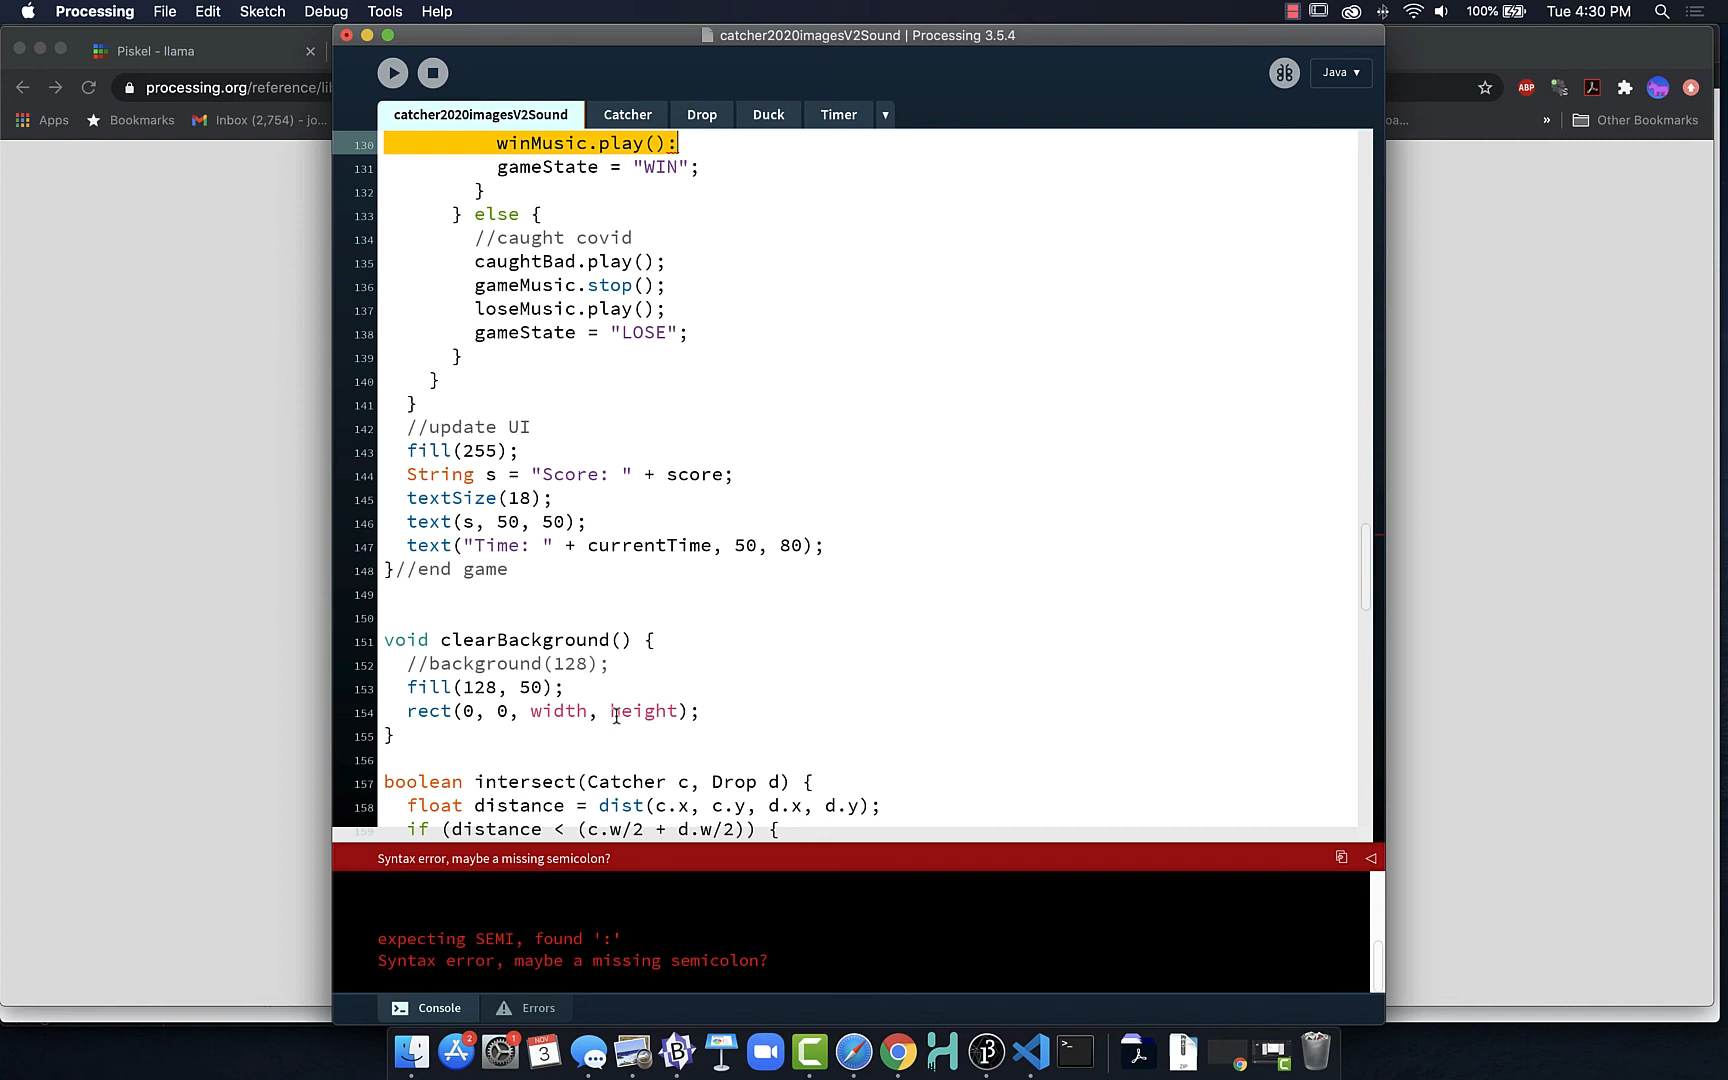 Processing File Edit Sketch Debug Tools Help 100% Tue 4:30 PM
catcher2020imagesV2Sound | Processing 3.5.4
Piskel - llama
processing.org/reference/li
ABP
Java ▾
Apps Bookmarks Inbox (2,754) - jo...
oa... » Other Bookmarks
catcher2020imagesV2Sound Catcher Drop Duck Timer ▾
130 winMusic.play():
131 gameState = "WIN";
132 }
133 } else {
134 //caught covid
135 caughtBad.play();
136 gameMusic.stop();
137 loseMusic.play();
138 gameState = "LOSE";
139 }
140 }
141 }
142 //update UI
143 fill(255);
144 String s = "Score: " + score;
145 textSize(18);
146 text(s, 50, 50);
147 text("Time: " + currentTime, 50, 80);
148 }//end game
149
150
151 void clearBackground() {
152 //background(128);
153 fill(128, 50);
154 rect(0, 0, width, height);
155 }
156
157 boolean intersect(Catcher c, Drop d) {
158 float distance = dist(c.x, c.y, d.x, d.y);
159 if (distance < (c.w/2 + d.w/2)) {
Syntax error, maybe a missing semicolon?
expecting SEMI, found ':'
Syntax error, maybe a missing semicolon?
Console Errors
2
1
NOV
3
ZIP